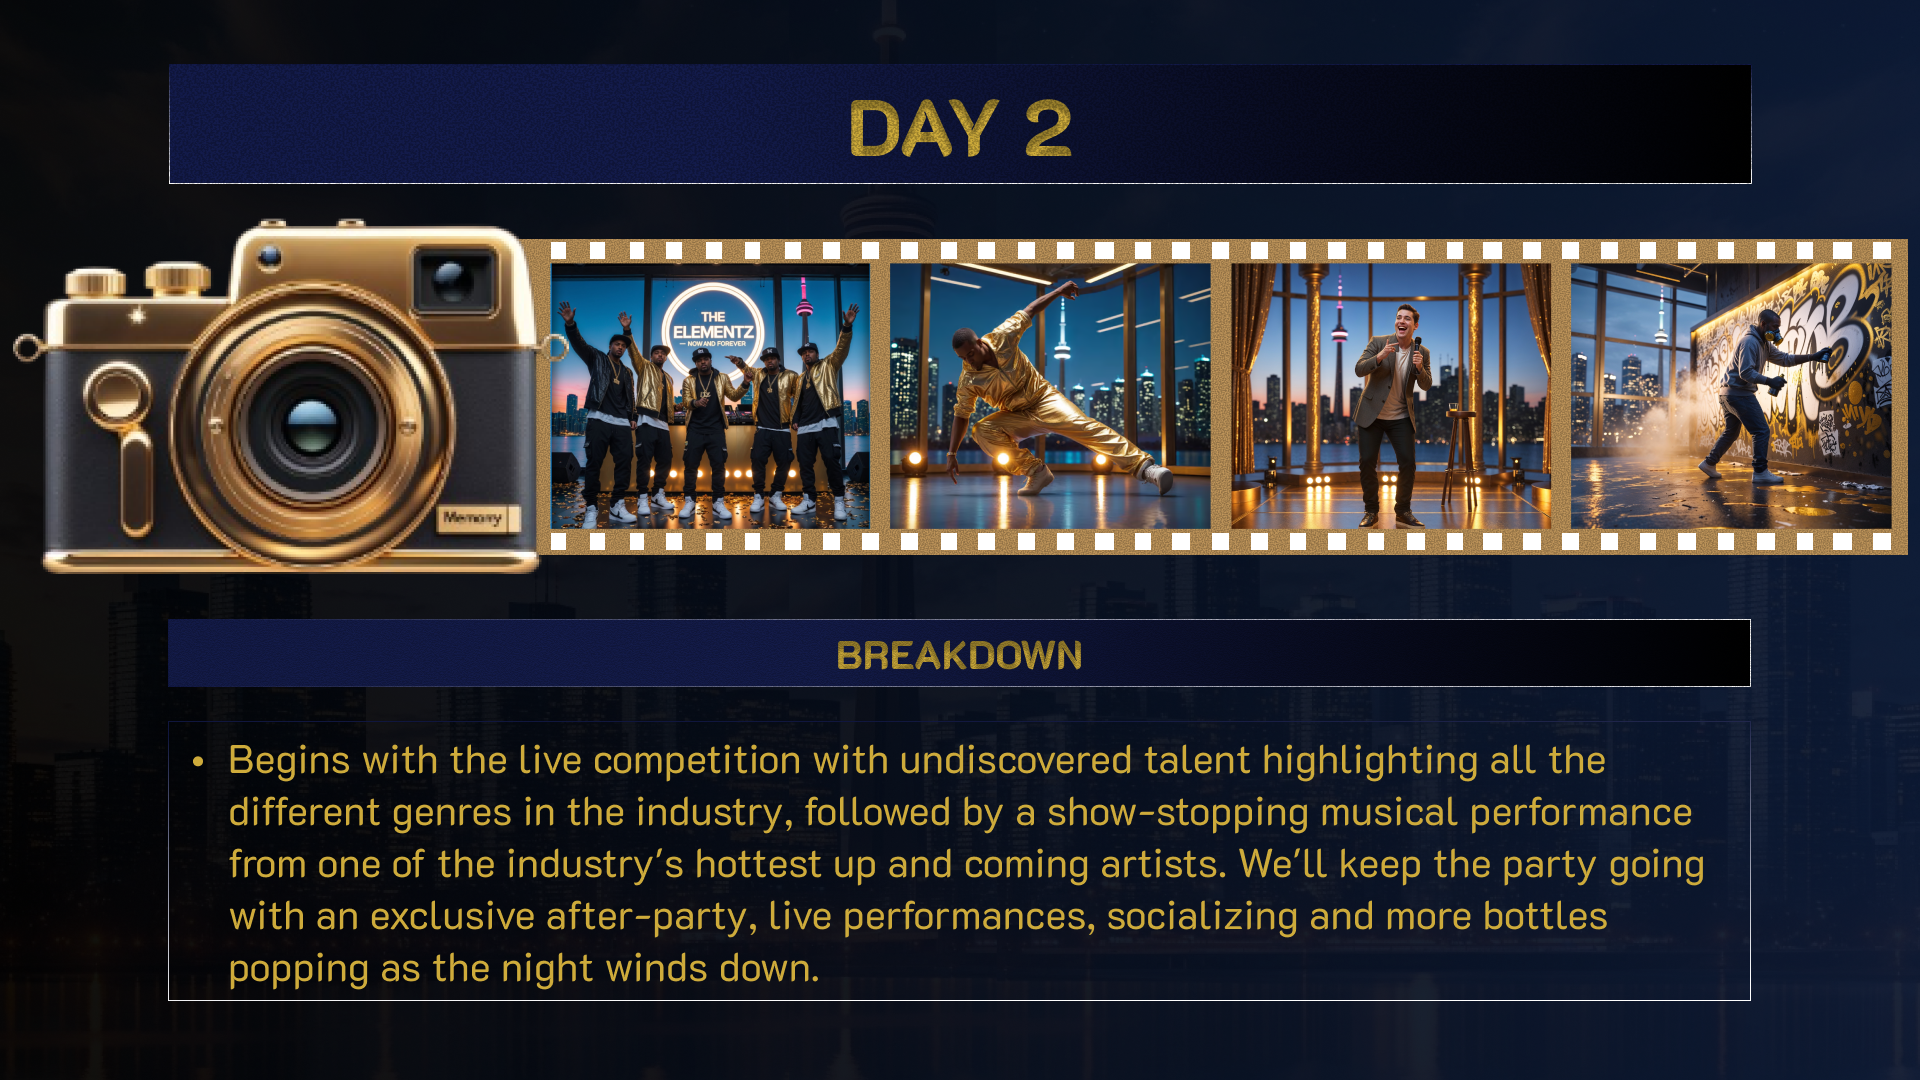 DAY 2
THE
ELEMENTZ
— NOW AND FOREVER
Memorry
BREAKDOWN
• Begins with the live competition with undiscovered talent highlighting all the
different genres in the industry, followed by a show-stopping musical performance
from one of the industry's hottest up and coming artists. We'll keep the party going
with an exclusive after-party, live performances, socializing and more bottles
popping as the night winds down.